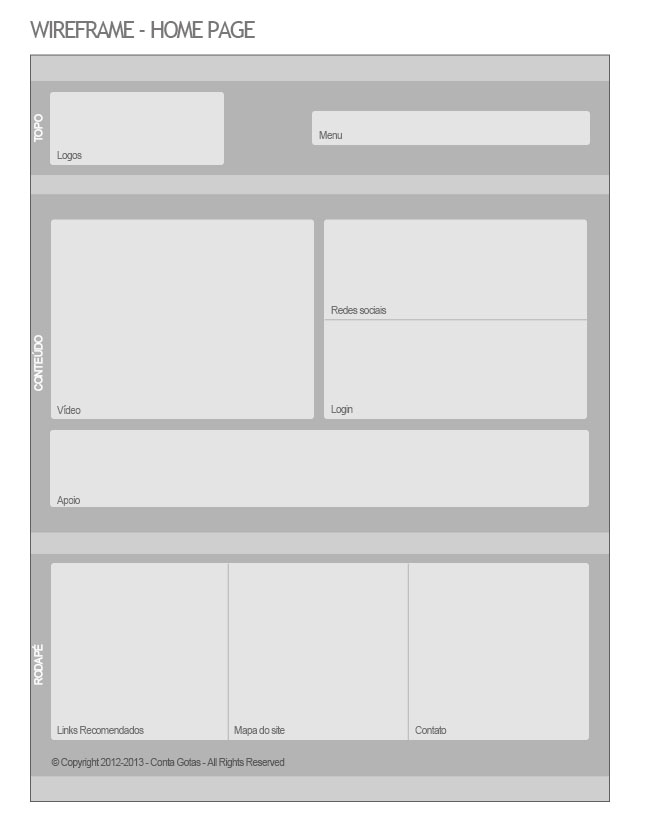 WIREFRAME - HOME PAGE
TOPO
Logos
Menu
CONTEÚDO
Vídeo
Redes sociais
Login
Apoio
RODAPÉ
Links Recomendados
Mapa do site
Contato
© Copyright 2012-2013 - Conta Gotas - All Rights Reserved